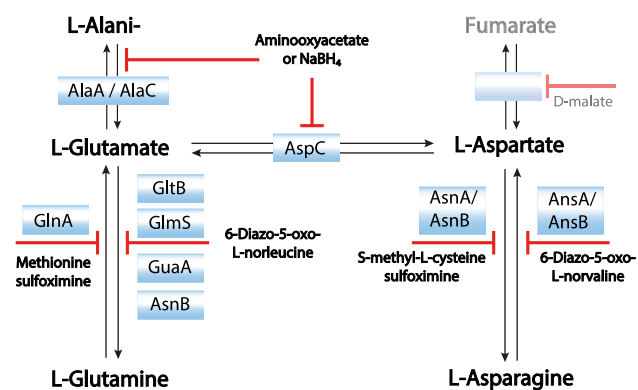 L-Alani-
Aminooxyacetate
or NaBH₄
Fumarate
AlaA / AlaC
D-malate
L-Glutamate
AspC
L-Aspartate
GltB
GlnA
GlmS
6-Diazo-5-oxo-
L-norleucine
Methionine
sulfoximine
GuaA
AsnB
AsnA/
AsnB
AnsA/
AnsB
S-methyl-L-cysteine
sulfoximine
6-Diazo-5-oxo-
L-norvaline
L-Glutamine
L-Asparagine